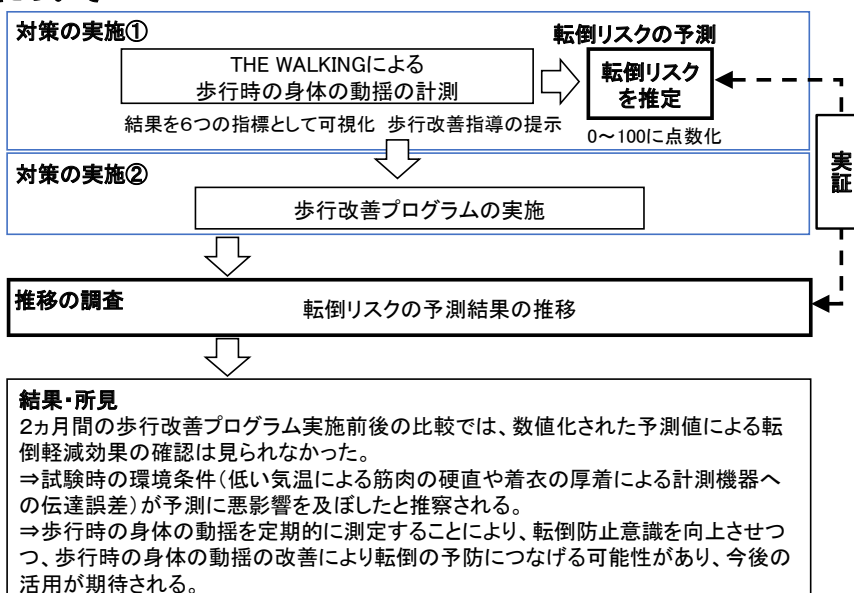 対策の実施①
転倒リスクの予測
THE WALKINGによる
歩行時の身体の動揺の計測
転倒リスク
を推定
結果を6つの指標として可視化 歩行改善指導の提示
0～100に点数化
実証
対策の実施②
歩行改善プログラムの実施
推移の調査
転倒リスクの予測結果の推移
結果・所見
2ヵ月間の歩行改善プログラム実施前後の比較では、数値化された予測値による転
倒軽減効果の確認は見られなかった。
⇒試験時の環境条件（低い気温による筋肉の硬直や着衣の厚着による計測機器へ
の伝達誤差）が予測に悪影響を及ぼしたと推察される。
⇒歩行時の身体の動揺を定期的に測定することにより、転倒防止意識を向上させつ
つ、歩行時の身体の動揺の改善により転倒の予防につなげる可能性があり、今後の
活用が期待される。